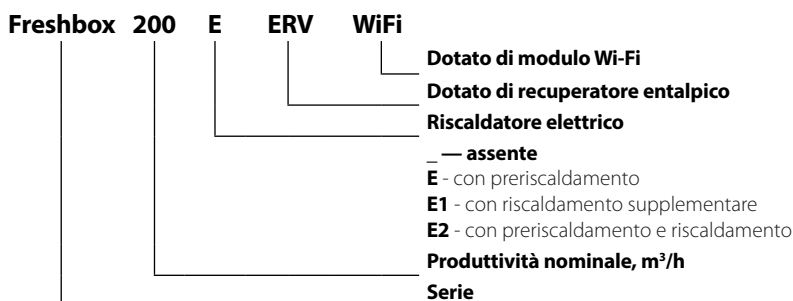 Freshbox 200 E ERV WiFi
Dotato di modulo Wi-Fi
Dotato di recuperatore entalpico
Riscaldatore elettrico
_ — assente
E - con preriscaldamento
E1 - con riscaldamento supplementare
E2 - con preriscaldamento e riscaldamento
Produttività nominale, m³/h
Serie